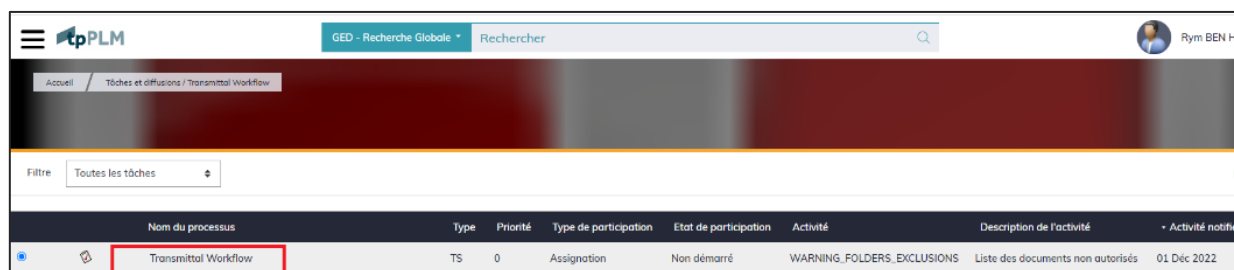 tpPLM
GED - Recherche Globale
Rechercher
Rym BEN H
Accueil / Tâches et diffusions / Transmittal Workflow
Filtre
Toutes les tâches
Nom du processus Type Priorité Type de participation Etat de participation Activité Description de l'activité Activité notifié
Transmittal Workflow TS 0 Assignation Non démarré WARNING_FOLDERS_EXCLUSIONS Liste des documents non autorisés 01 Déc 2022